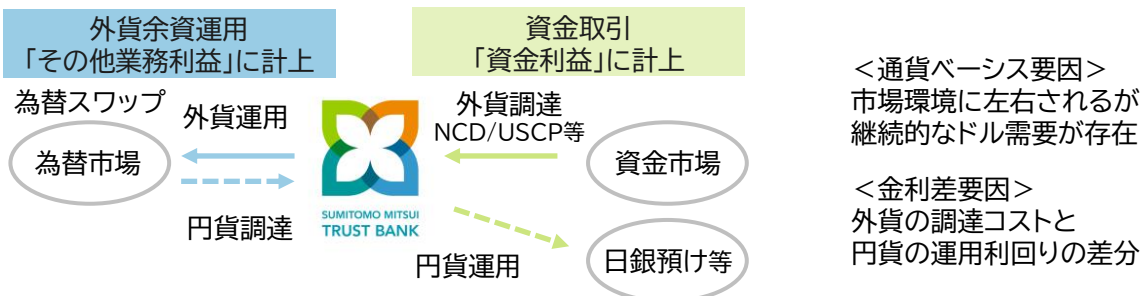 外貨余資運用
「その他業務利益」に計上
資金取引
「資金利益」に計上
為替スワップ
外貨運用
為替市場
円貨調達
SUMITOMO MITSUI
TRUST BANK
外貨調達
NCD/USCP等
資金市場
円貨運用
日銀預け等
＜通貨ベーシス要因＞
市場環境に左右されるが
継続的なドル需要が存在
＜金利差要因＞
外貨の調達コストと
円貨の運用利回りの差分